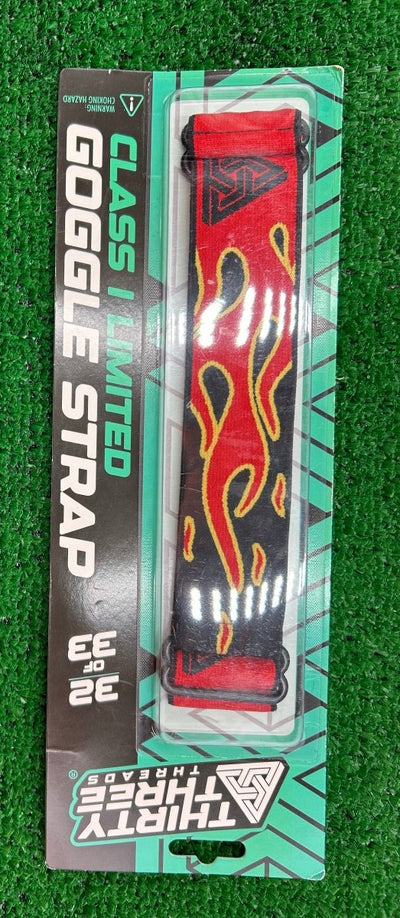 WARNING:
CHOKING HAZARD
CLASS I LIMITED
GOGGLE STRAP
32
OF
33
THIRTY
THREE
THREADS®